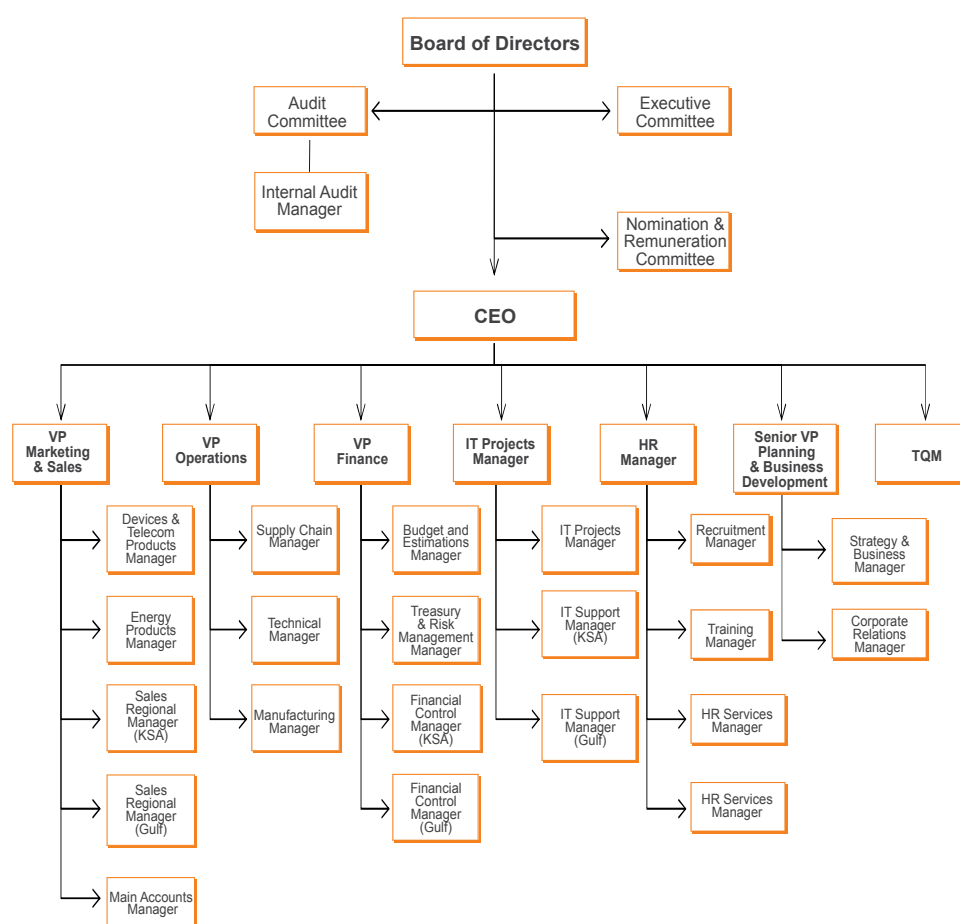 Board of Directors
Audit
Committee
Executive
Committee
Internal Audit
Manager
Nomination &
Remuneration
Committee
CEO
VP
Marketing
& Sales
VP
Operations
VP
Finance
IT Projects
Manager
HR
Manager
Senior VP
Planning
& Business
Development
TQM
Devices &
Telecom
Products
Manager
Supply Chain
Manager
Budget and
Estimations
Manager
IT Projects
Manager
Recruitment
Manager
Strategy &
Business
Manager
Energy
Products
Manager
Technical
Manager
Treasury
& Risk
Management
Manager
IT Support
Manager
(KSA)
Training
Manager
Corporate
Relations
Manager
Sales
Regional
Manager
(KSA)
Manufacturing
Manager
Financial
Control
Manager
(KSA)
IT Support
Manager
(Gulf)
HR Services
Manager
Sales
Regional
Manager
(Gulf)
Financial
Control
Manager
(Gulf)
HR Services
Manager
Main Accounts
Manager